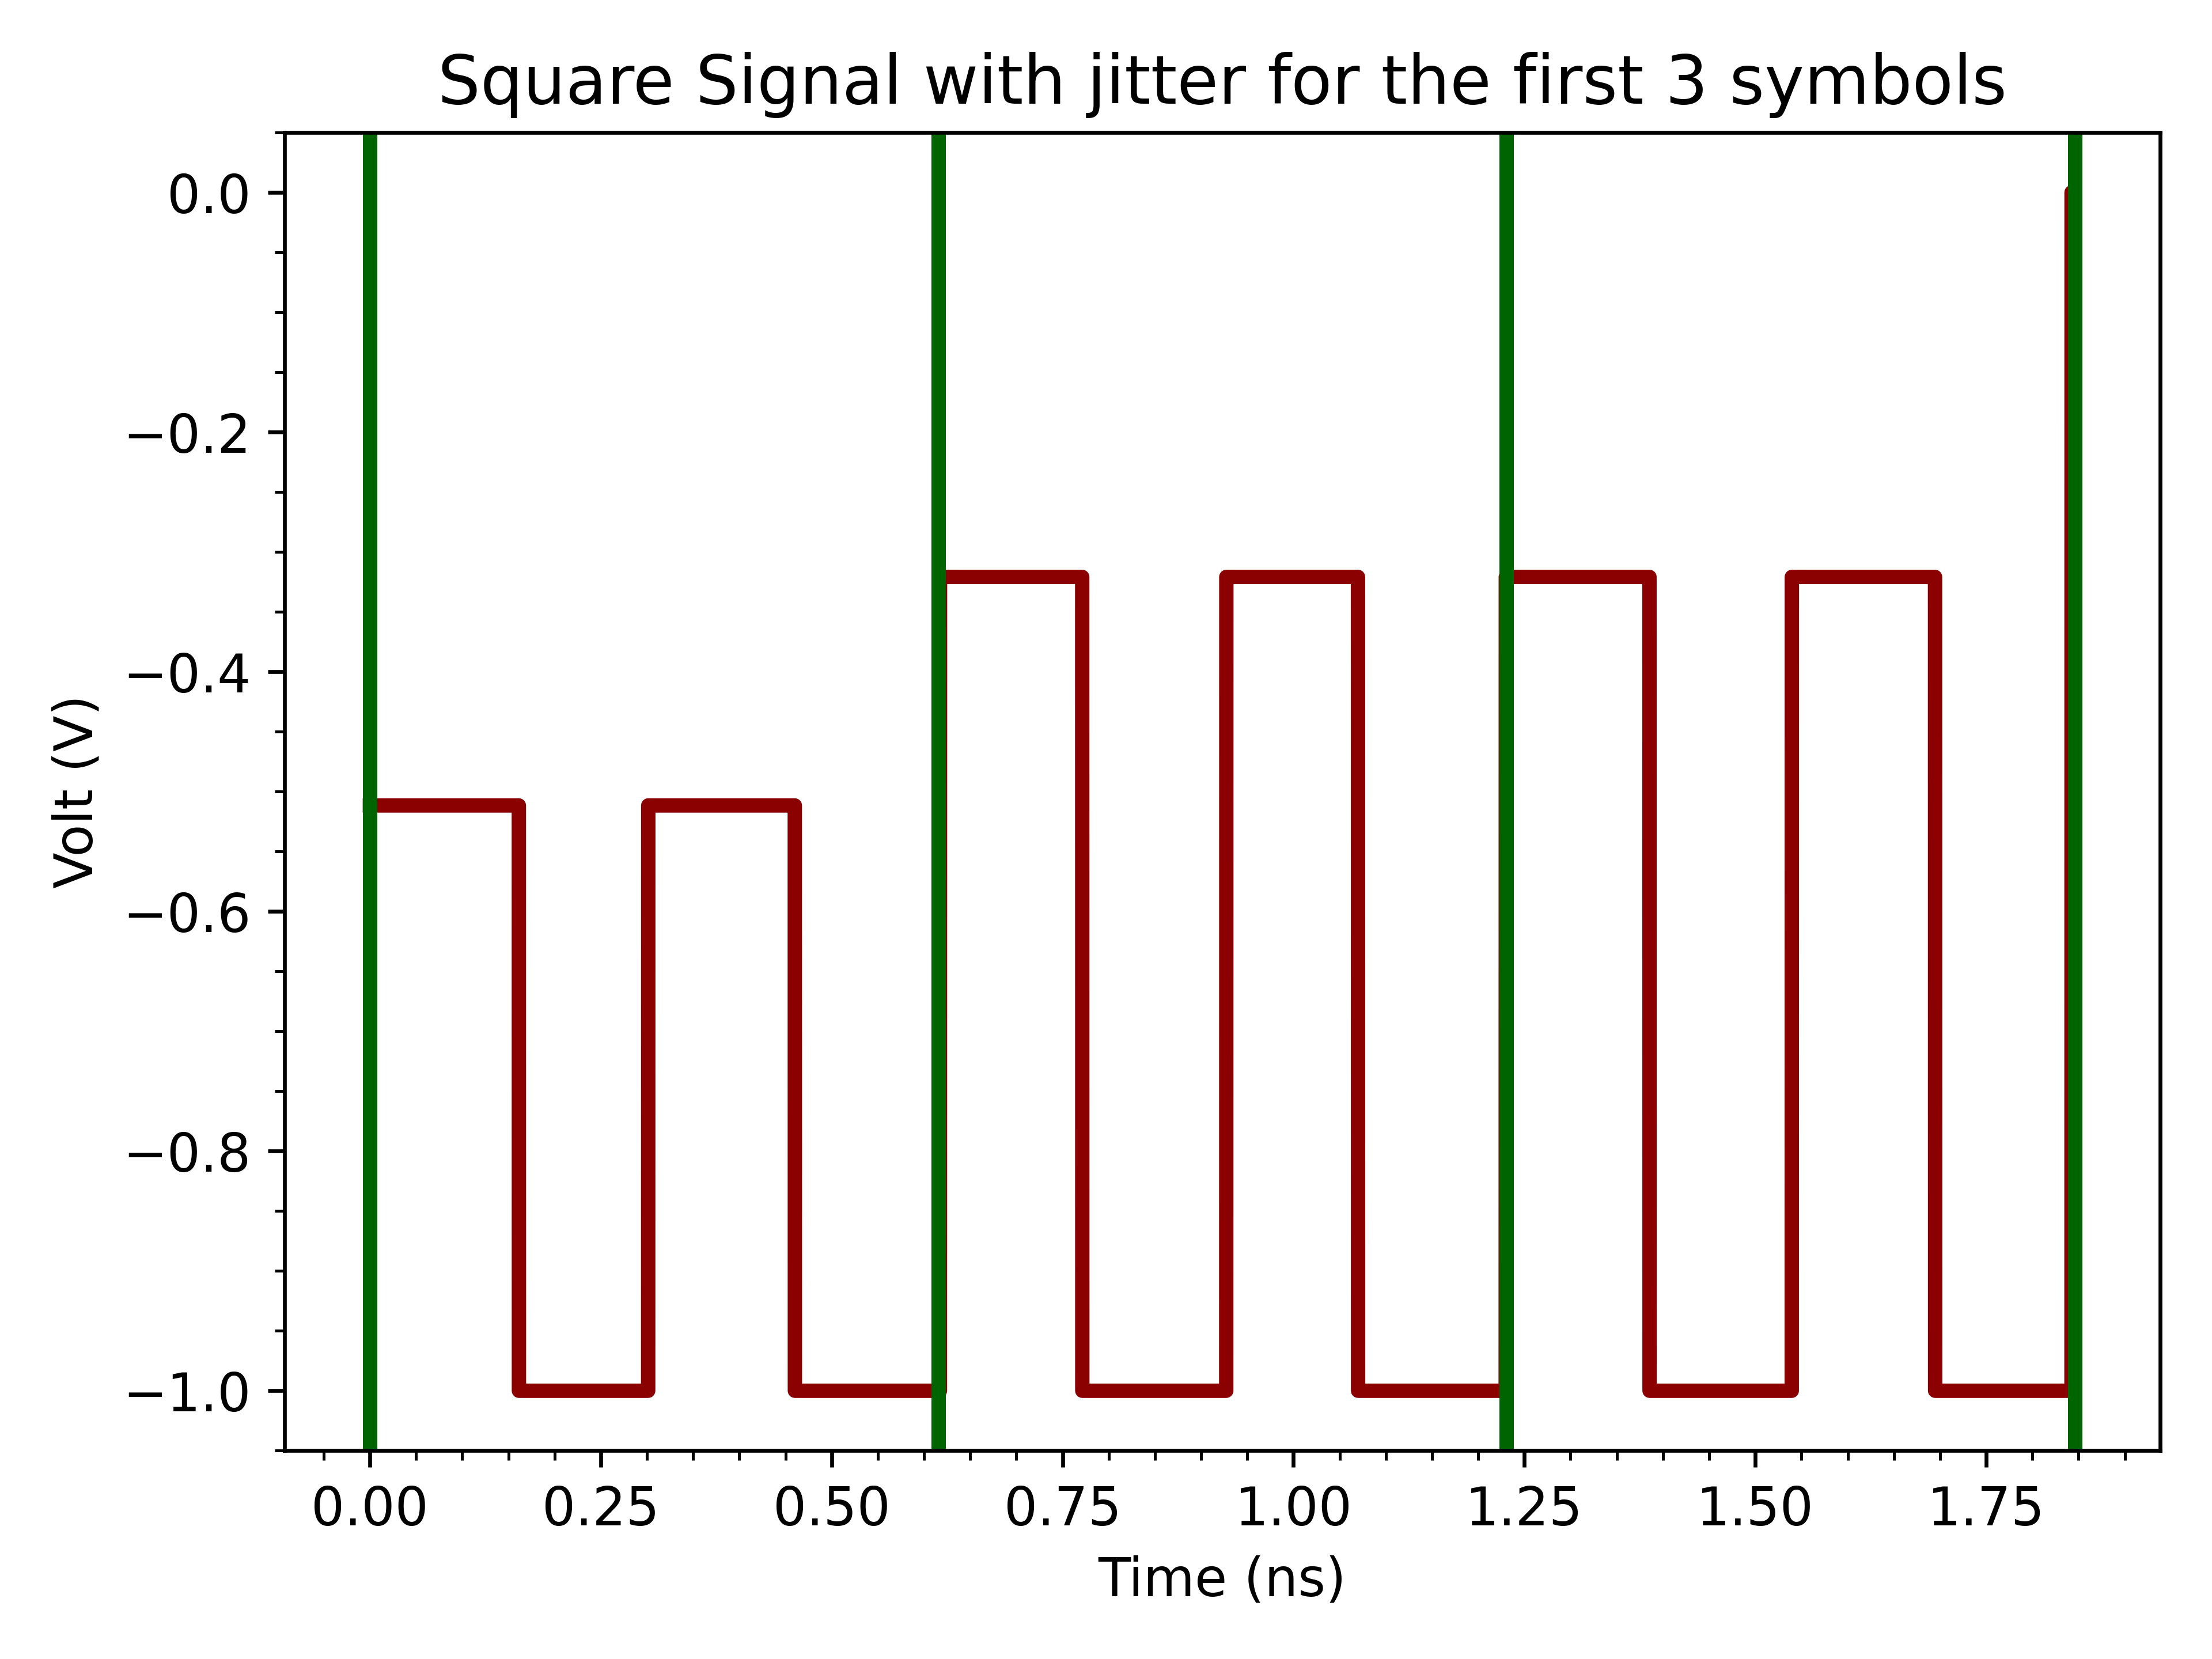 Square Signal with jitter for the first 3 symbols
0.0
−0.2
−0.4
−0.6
−0.8
−1.0
Volt (V)
0.00 0.25 0.50 0.75 1.00 1.25 1.50 1.75
Time (ns)